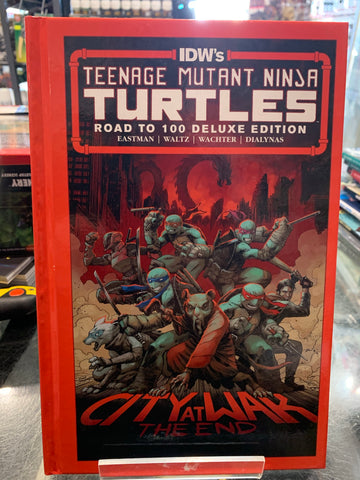 IDW's
TEENAGE MUTANT NINJA
TURTLES
ROAD TO 100 DELUXE EDITION
EASTMAN | WALTZ | WACHTER | DIALYNAS
CITY AT WAR
THE END